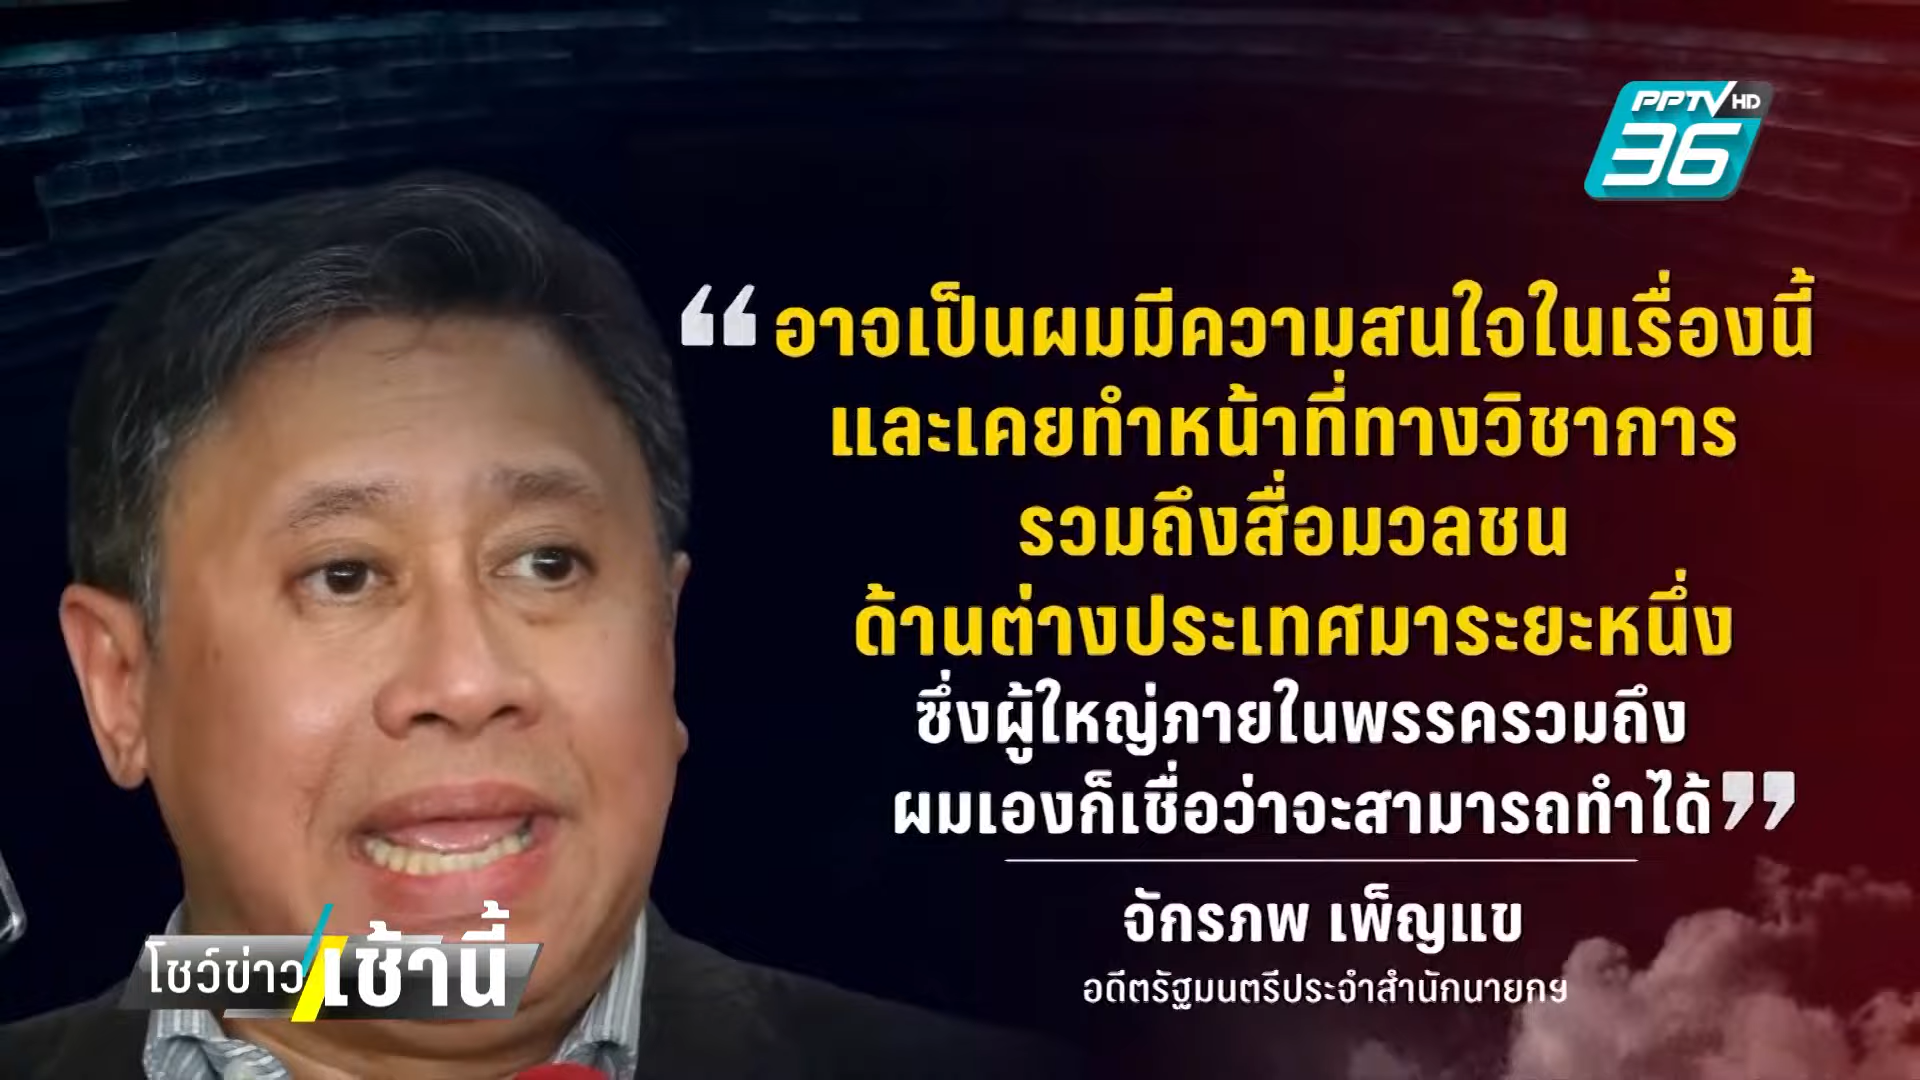 PPTV HD
36
“อาจเป็นผมมีความสนใจในเรื่องนี้
และเคยทำหน้าที่ทางวิชาการ
รวมถึงสื่อมวลชน
ด้านต่างประเทศมาระยะหนึ่ง
ซึ่งผู้ใหญ่ภายในพรรครวมถึง
ผมเองก็เชื่อว่าจะสามารถทำได้”
จักรภพ เพ็ญแข
อดีตรัฐมนตรีประจำสำนักนายกฯ
โชว์ข่าวเช้านี้